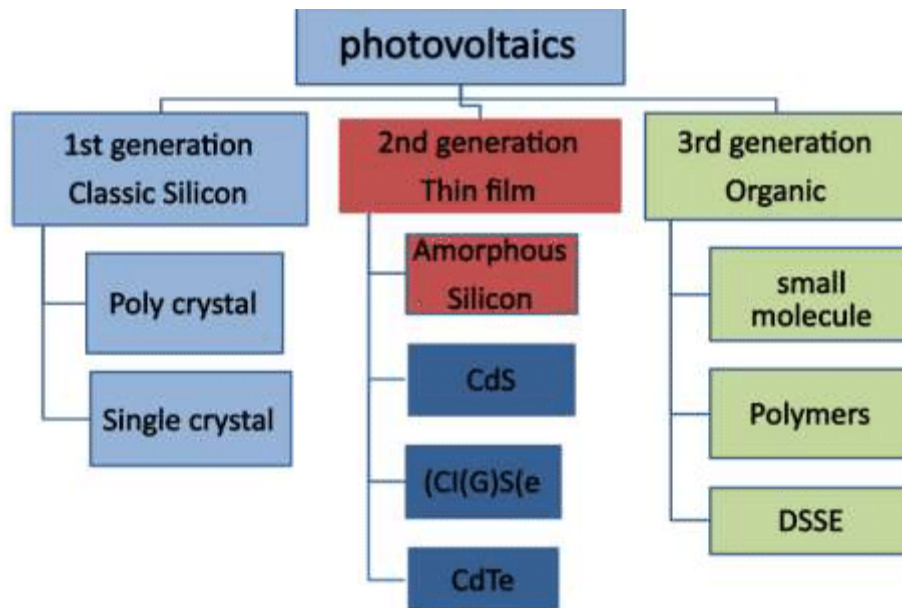 photovoltaics
1st generation
Classic Silicon
Poly crystal
Single crystal
2nd generation
Thin film
Amorphous
Silicon
CdS
(CI(G)S(e
CdTe
3rd generation
Organic
small
molecule
Polymers
DSSE